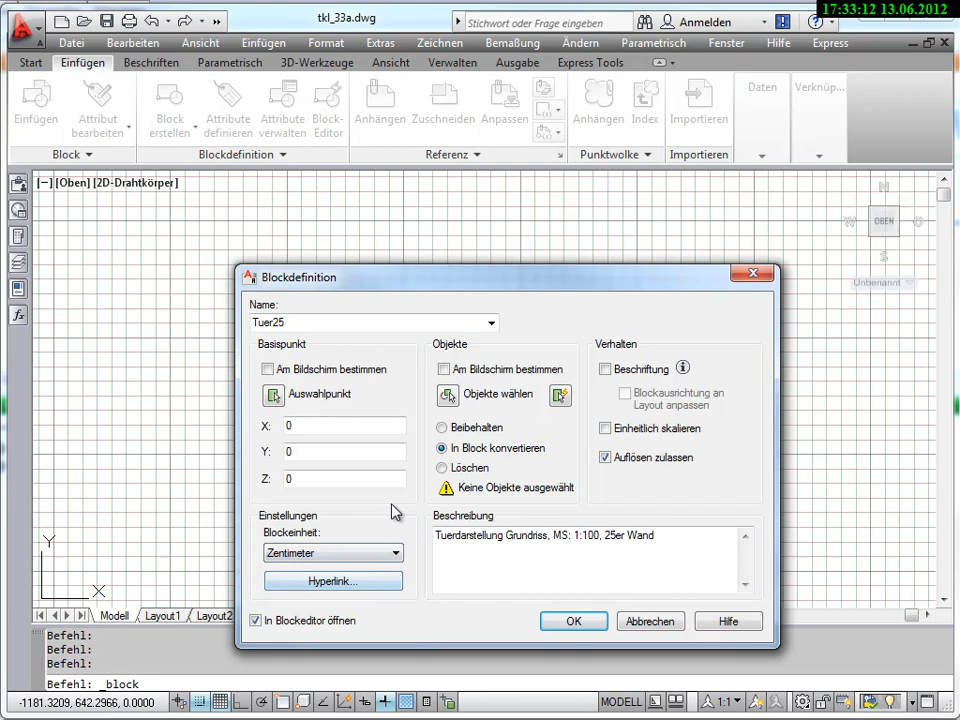 17:33:12 13.06.2012
tkl_33a.dwg
Stichwort oder Frage eingeben
Anmelden
Datei Bearbeiten Ansicht Einfügen Format Extras Zeichnen Bemaßung Ändern Parametrisch Fenster Hilfe Express
Start Einfügen Beschriften Parametrisch 3D-Werkzeuge Ansicht Verwalten Ausgabe Express Tools
Einfügen
Attribut bearbeiten
Block erstellen
Attribute definieren
Attribute verwalten
Block-Editor
Anhängen
Zuschneiden
Anpassen
Anhängen
Index
Importieren
Daten
Verknüp...
Block
Blockdefinition
Referenz
Punktwolke
Importieren
[−][Oben][2D-Drahtkörper]
N
W
OBEN
O
S
Unbenannt
Blockdefinition
Name:
Tuer25
Basispunkt
Am Bildschirm bestimmen
Auswahlpunkt
X: 0
Y: 0
Z: 0
Objekte
Am Bildschirm bestimmen
Objekte wählen
Beibehalten
In Block konvertieren
Löschen
Keine Objekte ausgewählt
Verhalten
Beschriftung
Blockausrichtung an
Layout anpassen
Einheitlich skalieren
Auflösen zulassen
Einstellungen
Blockeinheit:
Zentimeter
Hyperlink...
Beschreibung
Tuerdarstellung Grundriss, MS: 1:100, 25er Wand
In Blockeditor öffnen
OK
Abbrechen
Hilfe
Y
X
Modell Layout1 Layout2
Befehl:
Befehl:
Befehl:
Befehl: _block
-1181.3209, 642.2966, 0.0000
MODELL
1:1